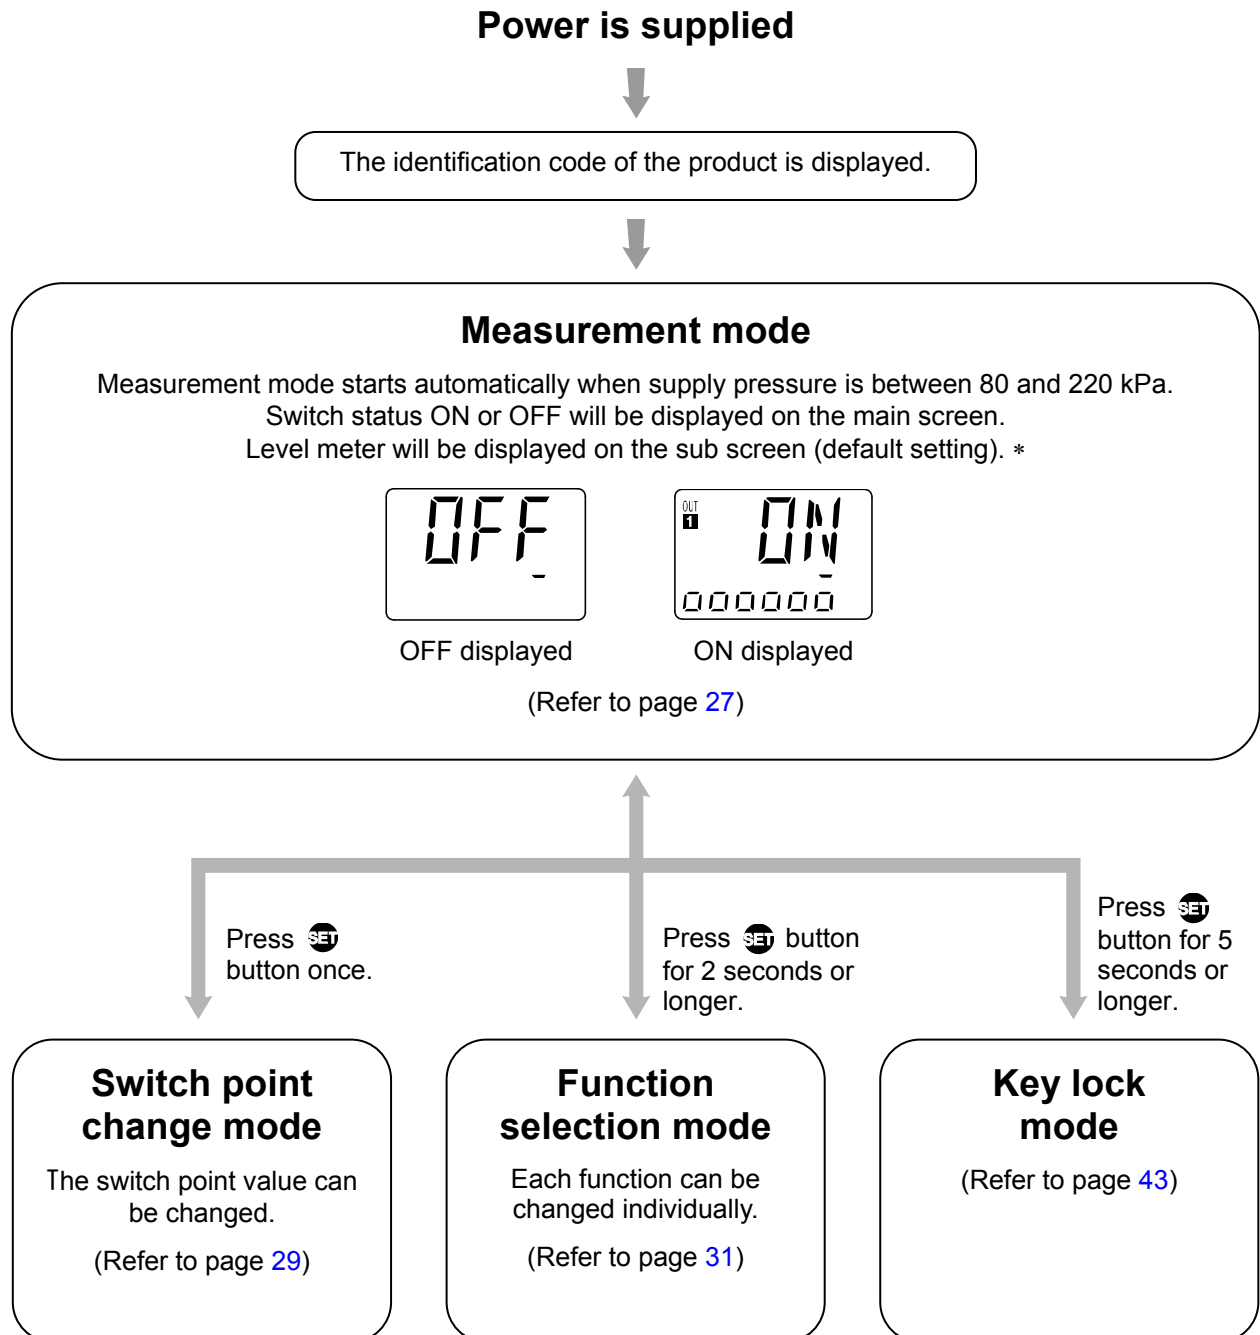 Power is supplied
The identification code of the product is displayed.
Measurement mode
Measurement mode starts automatically when supply pressure is between 80 and 220 kPa.
Switch status ON or OFF will be displayed on the main screen.
Level meter will be displayed on the sub screen (default setting). *
OFF
OUT
1
ON
oooooo
OFF displayed
ON displayed
(Refer to page 27)
Press SET
button once.
Press SET button
for 2 seconds or
longer.
Press SET
button for 5
seconds or
longer.
Switch point
change mode
The switch point value can
be changed.
(Refer to page 29)
Function
selection mode
Each function can be
changed individually.
(Refer to page 31)
Key lock
mode
(Refer to page 43)